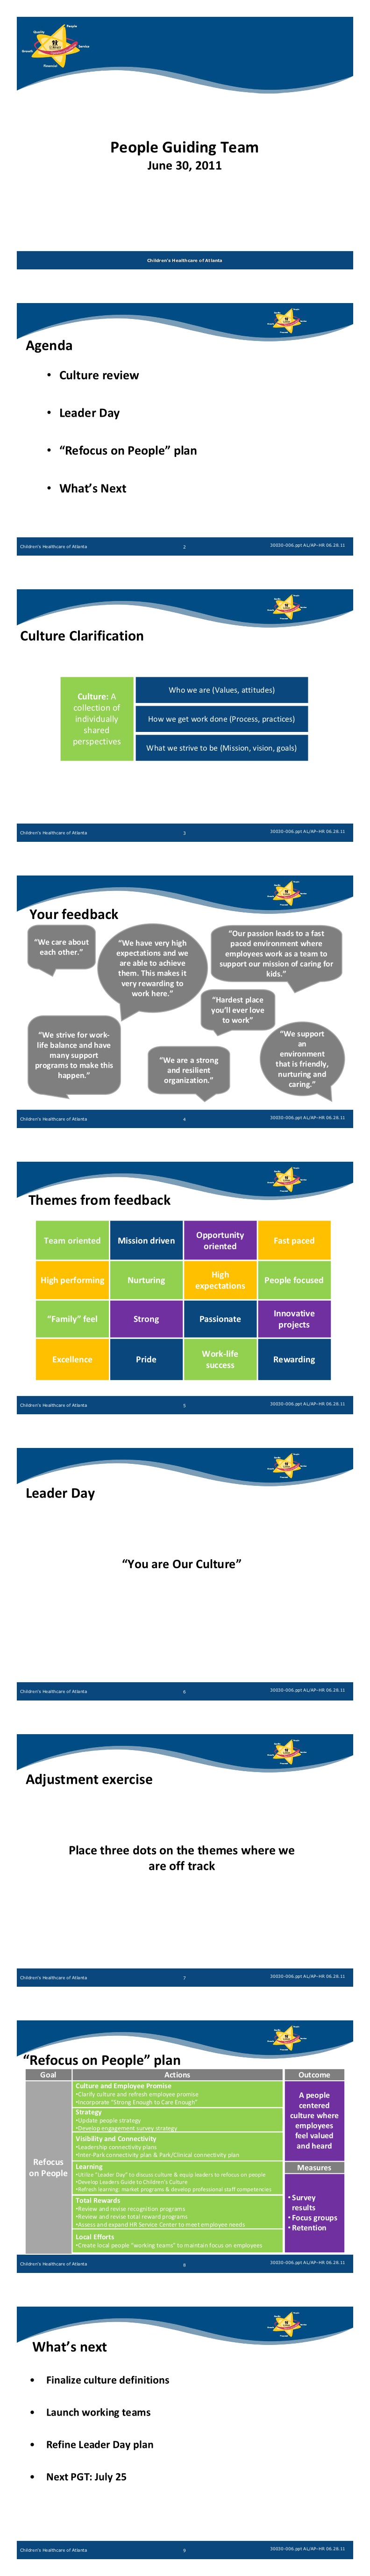 People
Quality
Service
Growth
Financial
People Guiding Team
June 30, 2011
Children's Healthcare of Atlanta
Agenda
• Culture review
• Leader Day
• “Refocus on People” plan
• What’s Next
Children's Healthcare of Atlanta
2
30030-006.ppt AL/AP-HR 06.28.11
Culture Clarification
Culture: A
collection of
individually
shared
perspectives
Who we are (Values, attitudes)
How we get work done (Process, practices)
What we strive to be (Mission, vision, goals)
Children's Healthcare of Atlanta
3
30030-006.ppt AL/AP-HR 06.28.11
Your feedback
“We care about
each other.”
“We have very high
expectations and we
are able to achieve
them. This makes it
very rewarding to
work here.”
“Our passion leads to a fast
paced environment where
employees work as a team to
support our mission of caring for
kids.”
“Hardest place
you’ll ever love
to work”
“We strive for work-
life balance and have
many support
programs to make this
happen.”
“We are a strong
and resilient
organization.”
“We support
an
environment
that is friendly,
nurturing and
caring.”
Children's Healthcare of Atlanta
4
30030-006.ppt AL/AP-HR 06.28.11
Themes from feedback
Team oriented
Mission driven
Opportunity
oriented
Fast paced
High performing
Nurturing
High
expectations
People focused
“Family” feel
Strong
Passionate
Innovative
projects
Excellence
Pride
Work-life
success
Rewarding
Children's Healthcare of Atlanta
5
30030-006.ppt AL/AP-HR 06.28.11
Leader Day
“You are Our Culture”
Children's Healthcare of Atlanta
6
30030-006.ppt AL/AP-HR 06.28.11
Adjustment exercise
Place three dots on the themes where we
are off track
Children's Healthcare of Atlanta
7
30030-006.ppt AL/AP-HR 06.28.11
“Refocus on People” plan
Goal
Actions
Outcome
Refocus
on People
Culture and Employee Promise
•Clarify culture and refresh employee promise
•Incorporate “Strong Enough to Care Enough”
Strategy
•Update people strategy
•Develop engagement survey strategy
Visibility and Connectivity
•Leadership connectivity plans
•Inter-Park connectivity plan & Park/Clinical connectivity plan
Learning
•Utilize “Leader Day” to discuss culture & equip leaders to refocus on people
•Develop Leaders Guide to Children’s Culture
•Refresh learning: market programs & develop professional staff competencies
Total Rewards
•Review and revise recognition programs
•Review and revise total reward programs
•Assess and expand HR Service Center to meet employee needs
Local Efforts
•Create local people “working teams” to maintain focus on employees
A people
centered
culture where
employees
feel valued
and heard
Measures
• Survey
results
• Focus groups
• Retention
Children's Healthcare of Atlanta
8
30030-006.ppt AL/AP-HR 06.28.11
What’s next
• Finalize culture definitions
• Launch working teams
• Refine Leader Day plan
• Next PGT: July 25
Children's Healthcare of Atlanta
9
30030-006.ppt AL/AP-HR 06.28.11